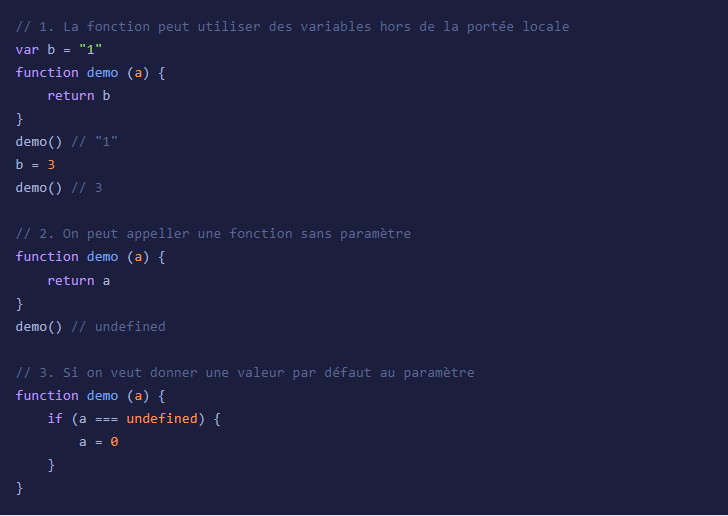 // 1. La fonction peut utiliser des variables hors de la portée locale
var b = "1"
function demo (a) {
    return b
}
demo() // "1"
b = 3
demo() // 3

// 2. On peut appeller une fonction sans paramètre
function demo (a) {
    return a
}
demo() // undefined

// 3. Si on veut donner une valeur par défaut au paramètre
function demo (a) {
    if (a === undefined) {
        a = 0
    }
}